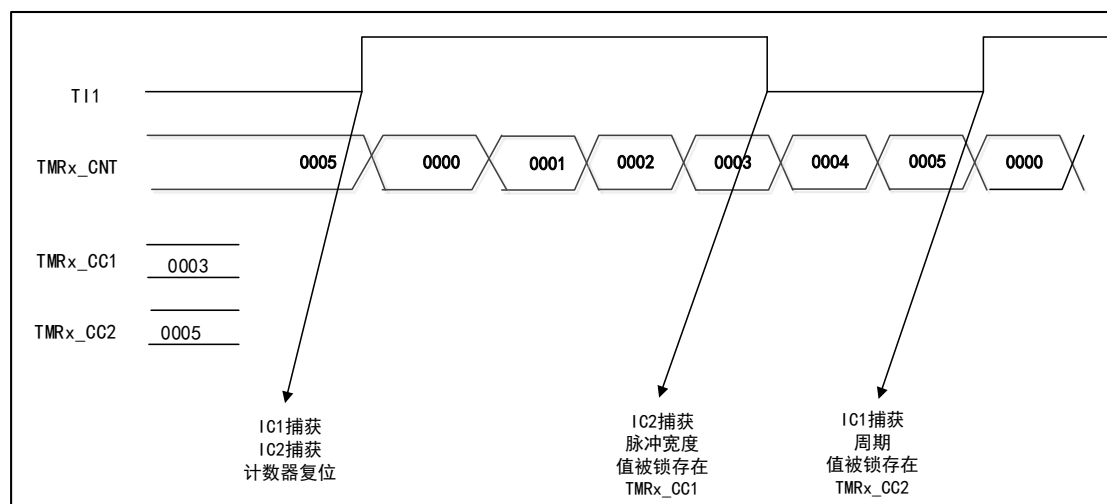 TI1
TMRx_CNT
0005
0000
0001
0002
0003
0004
0005
0000
TMRx_CC1
0003
TMRx_CC2
0005
IC1捕获
IC2捕获
计数器复位
IC2捕获
脉冲宽度
值被锁存在
TMRx_CC1
IC1捕获
周期
值被锁存在
TMRx_CC2